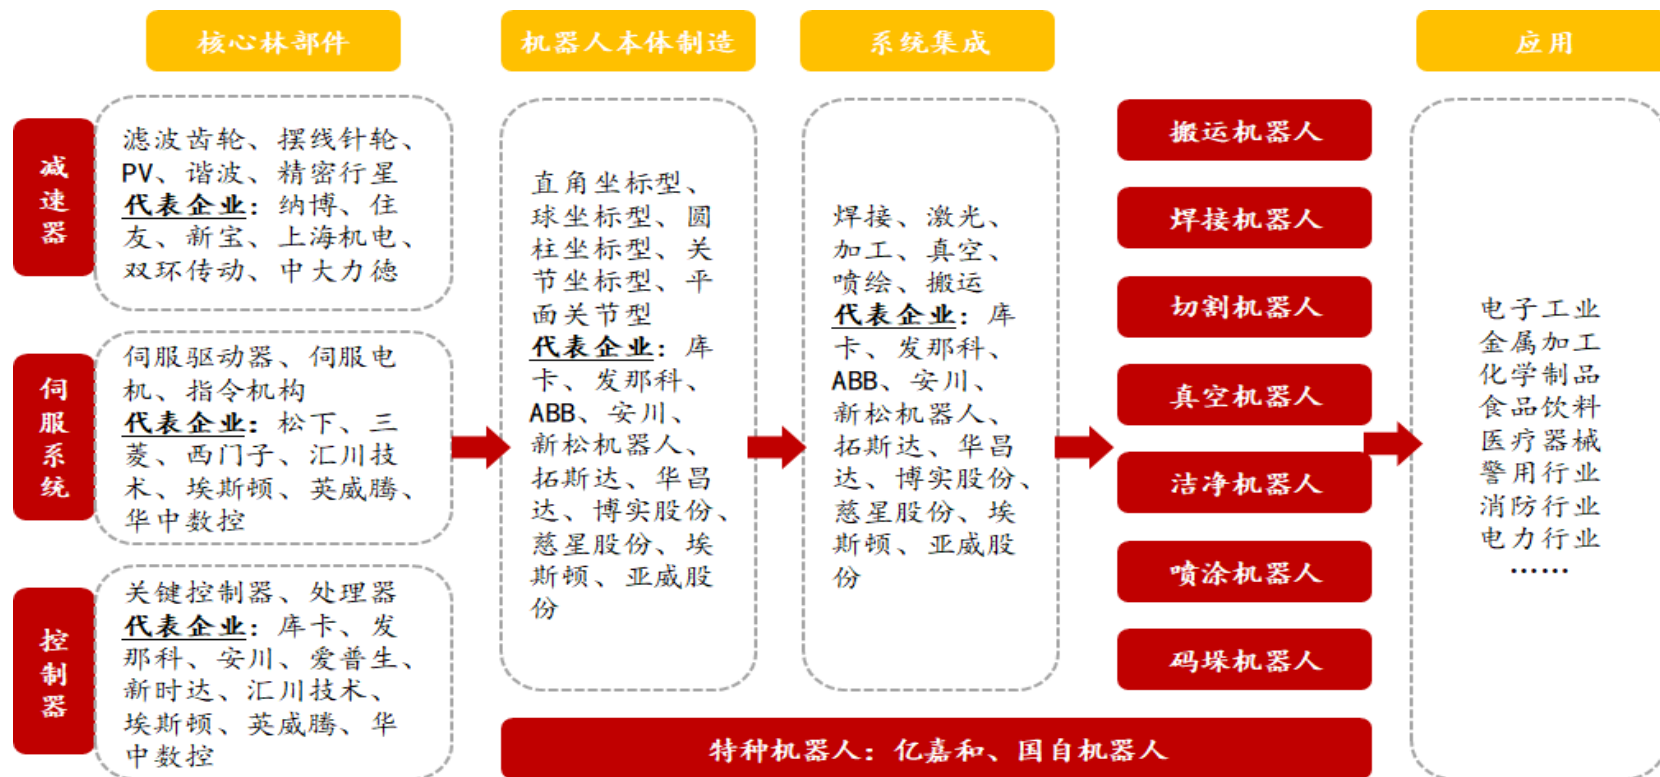 核心林部件
机器人本体制造
系统集成
应用
减速器
滤波齿轮、摆线针轮、
PV、谐波、精密行星
代表企业：纳博、住
友、新宝、上海机电、
双环传动、中大力德
伺服系统
伺服驱动器、伺服电
机、指令机构
代表企业：松下、三
菱、西门子、汇川技
术、埃斯顿、英威腾、
华中数控
控制器
关键控制器、处理器
代表企业：库卡、发
那科、安川、爱普生、
新时达、汇川技术、
埃斯顿、英威腾、华
中数控
直角坐标型、
球坐标型、圆
柱坐标型、关
节坐标型、平
面关节型
代表企业：库
卡、发那科、
ABB、安川、
新松机器人、
拓斯达、华昌
达、博实股份、
慈星股份、埃
斯顿、亚威股
份
焊接、激光、
加工、真空、
喷绘、搬运
代表企业：库
卡、发那科、
ABB、安川、
新松机器人、
拓斯达、华昌
达、博实股份、
慈星股份、埃
斯顿、亚威股
份
搬运机器人
焊接机器人
切割机器人
真空机器人
洁净机器人
喷涂机器人
码垛机器人
特种机器人：亿嘉和、国自机器人
电子工业
金属加工
化学制品
食品饮料
医疗器械
警用行业
消防行业
电力行业
……